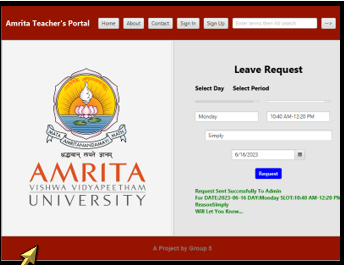 Amrita Teacher's Portal Home About Contact Sign In Sign Up Enter terms then hit search... -->
Leave Request
Select Day Select Period
Monday 10:40 AM-12:20 PM
Simply
6/16/2023
Request
Request Sent Successfully To Admin
For DATE:2023-06-16 DAY:Monday SLOT:10:40 AM-12:20 PM
ReasonSimply
Will Let You Know...
MATA AMRITANANDAMAYI MATH
श्रद्धावान् लभते ज्ञानम्
AMRITA
VISHWA VIDYAPEETHAM
UNIVERSITY
A Project by Group 8